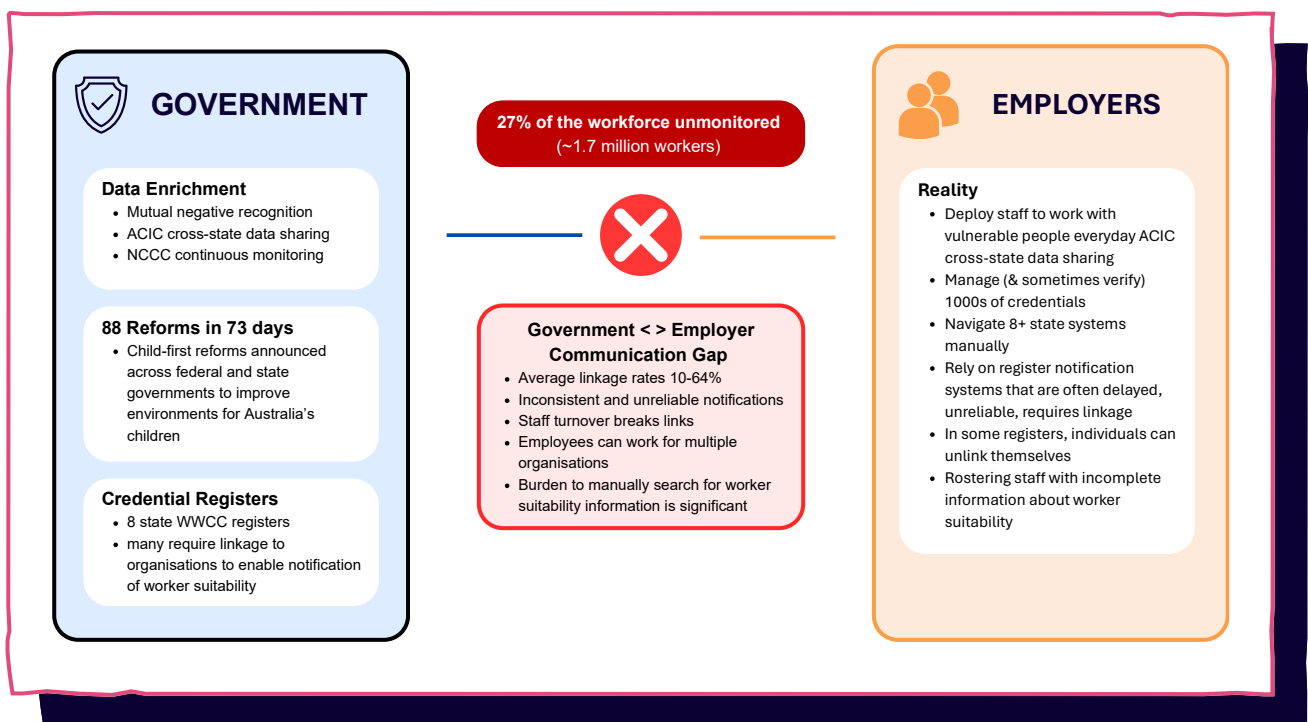 GOVERNMENT
Data Enrichment
• Mutual negative recognition
• ACIC cross-state data sharing
• NCCC continuous monitoring
88 Reforms in 73 days
• Child-first reforms announced
across federal and state
governments to improve
environments for Australia’s
children
Credential Registers
• 8 state WWCC registers
• many require linkage to
organisations to enable notification
of worker suitability
27% of the workforce unmonitored
(~1.7 million workers)
Government < > Employer
Communication Gap
• Average linkage rates 10-64%
• Inconsistent and unreliable notifications
• Staff turnover breaks links
• Employees can work for multiple
organisations
• Burden to manually search for worker
suitability information is significant
EMPLOYERS
Reality
• Deploy staff to work with
vulnerable people everyday ACIC
cross-state data sharing
• Manage (& sometimes verify)
1000s of credentials
• Navigate 8+ state systems
manually
• Rely on register notification
systems that are often delayed,
unreliable, requires linkage
• In some registers, individuals can
unlink themselves
• Rostering staff with incomplete
information about worker
suitability